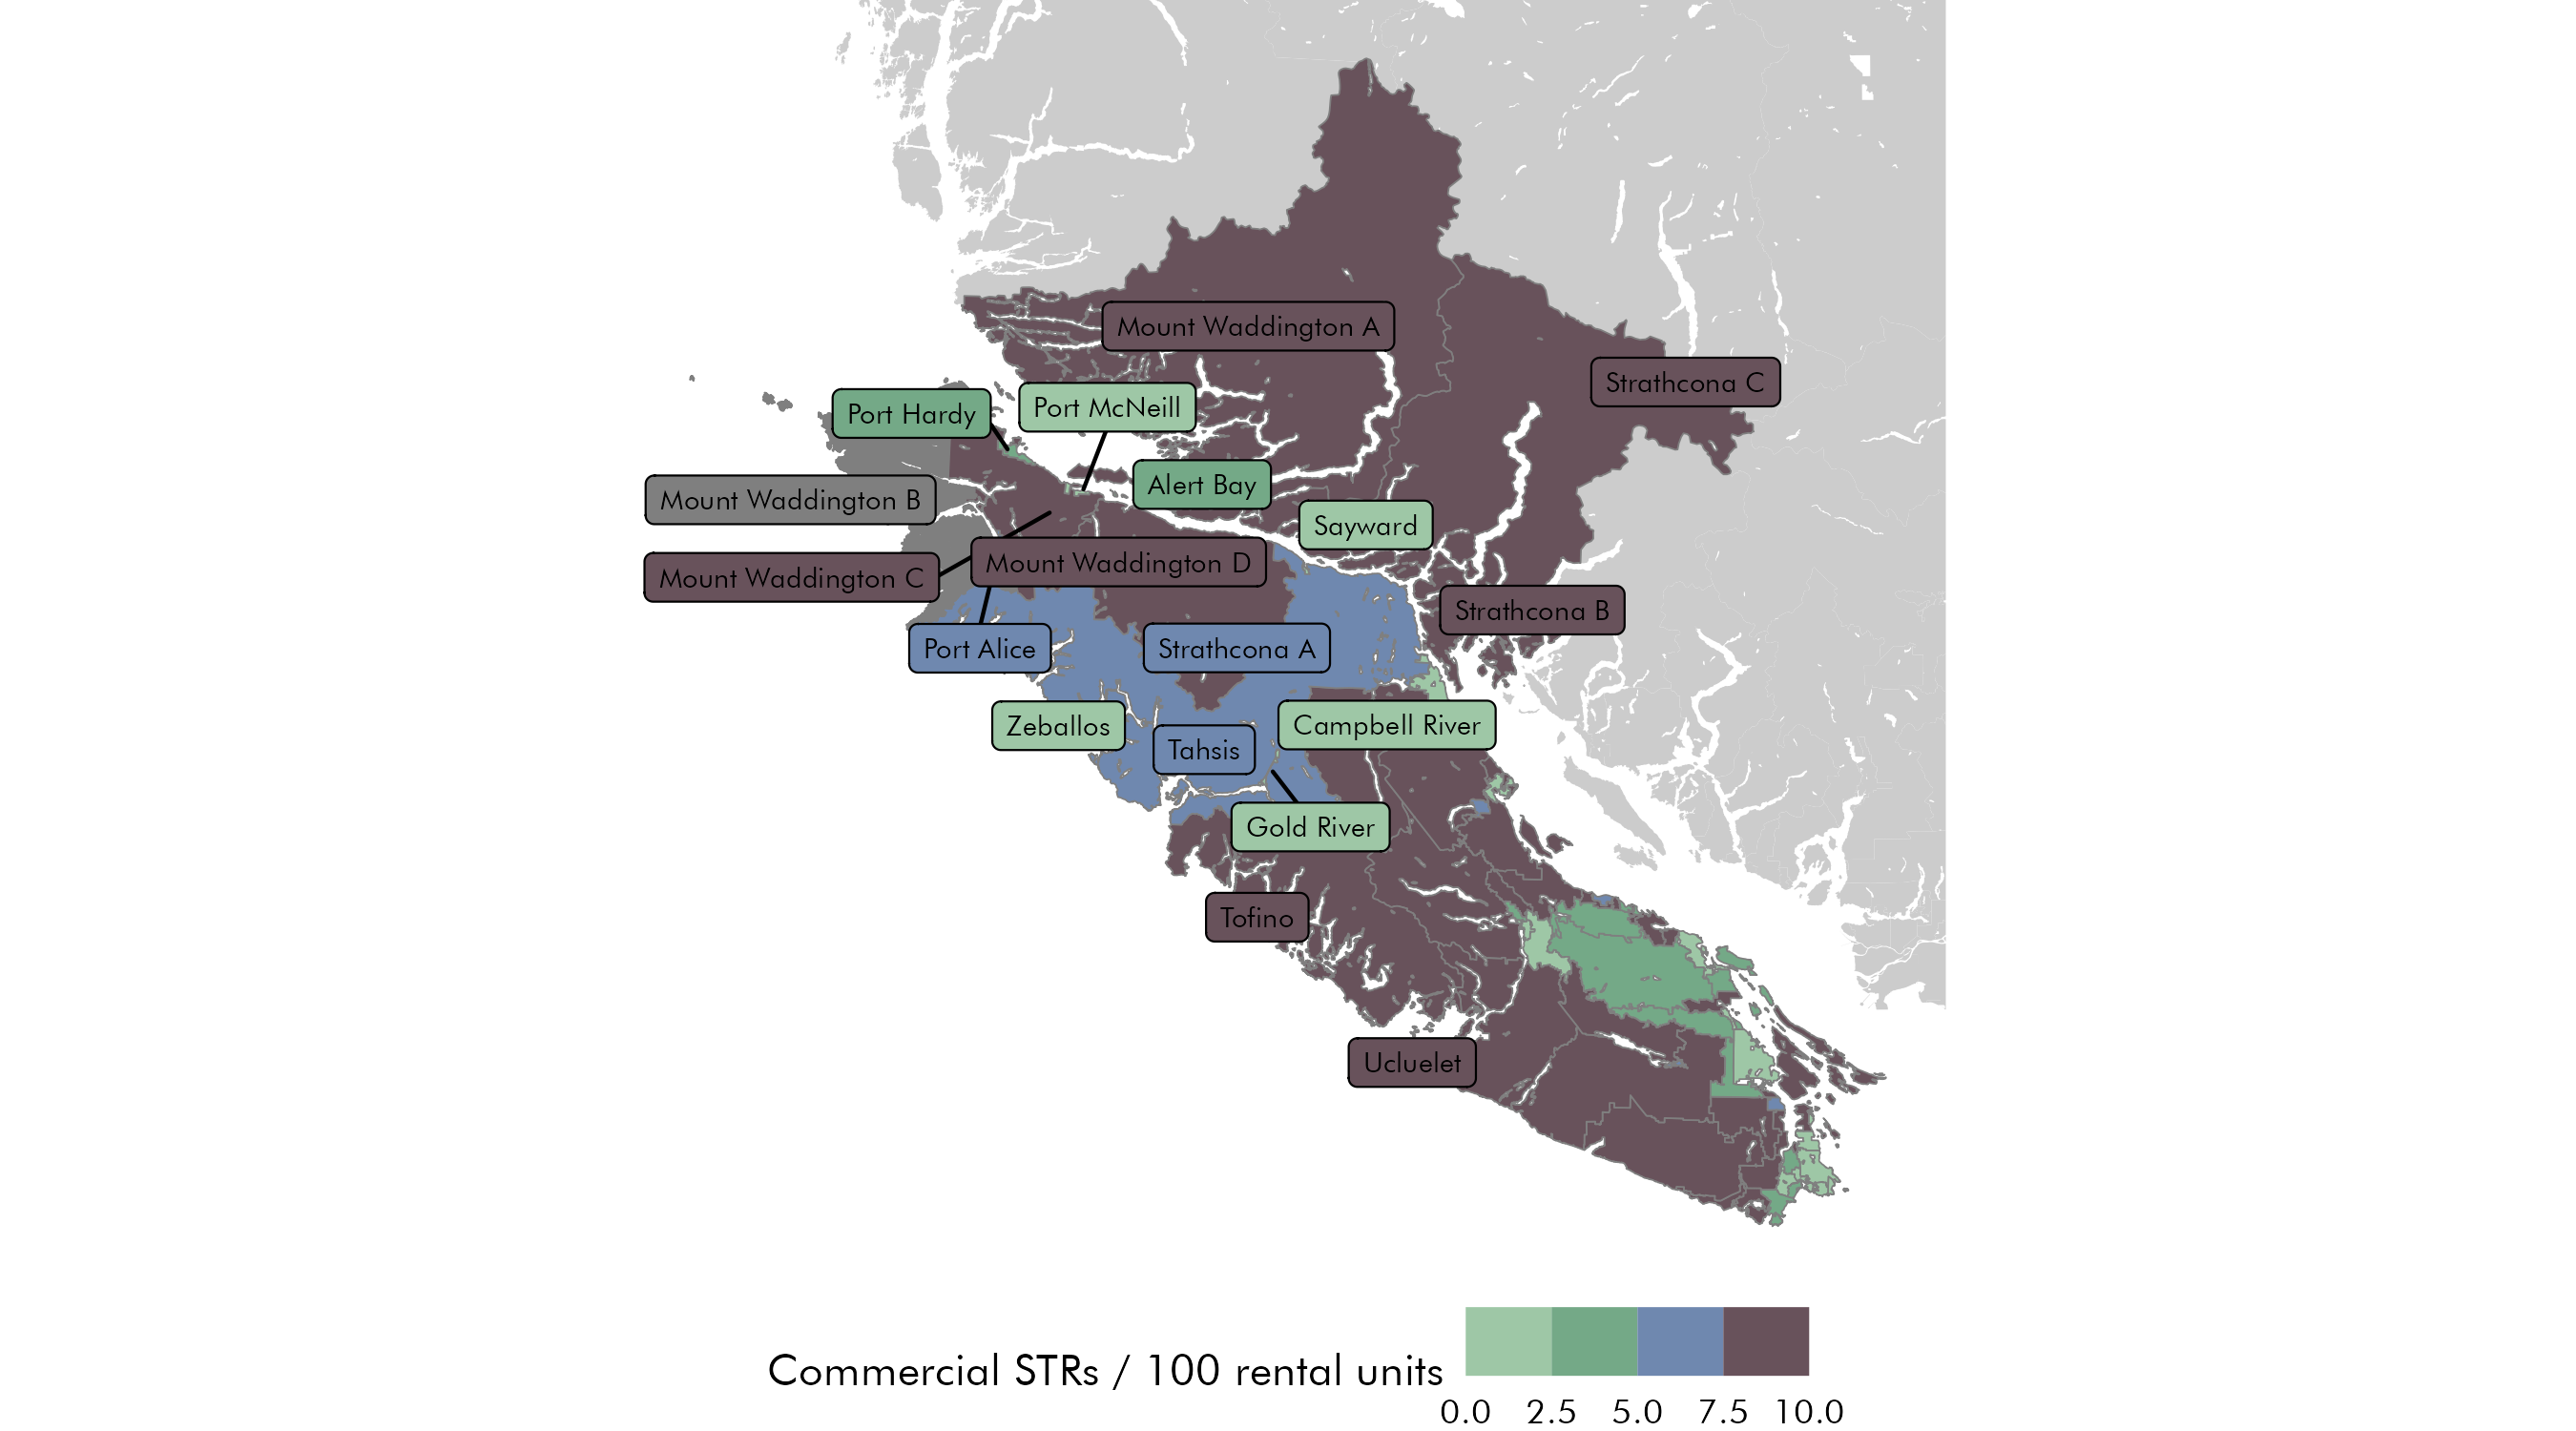 Mount Waddington A
Strathcona C
Port Hardy
Port McNeill
Alert Bay
Mount Waddington B
Sayward
Mount Waddington C
Mount Waddington D
Strathcona B
Port Alice
Strathcona A
Zeballos
Tahsis
Campbell River
Gold River
Tofino
Ucluelet
Commercial STRs / 100 rental units
0.0 2.5 5.0 7.5 10.0